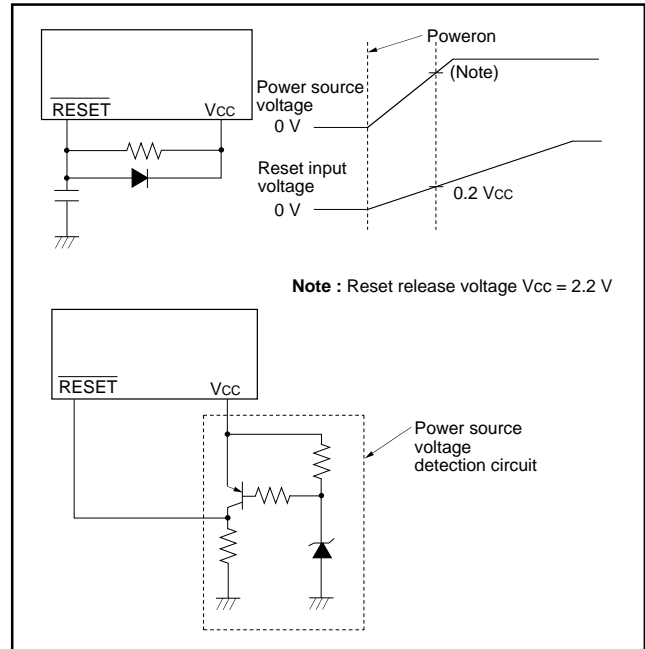 RESET VCC
Poweron
(Note)
Power source
voltage
0 V
Reset input
voltage
0 V
0.2 VCC
Note : Reset release voltage Vcc = 2.2 V
RESET VCC
Power source
voltage
detection circuit